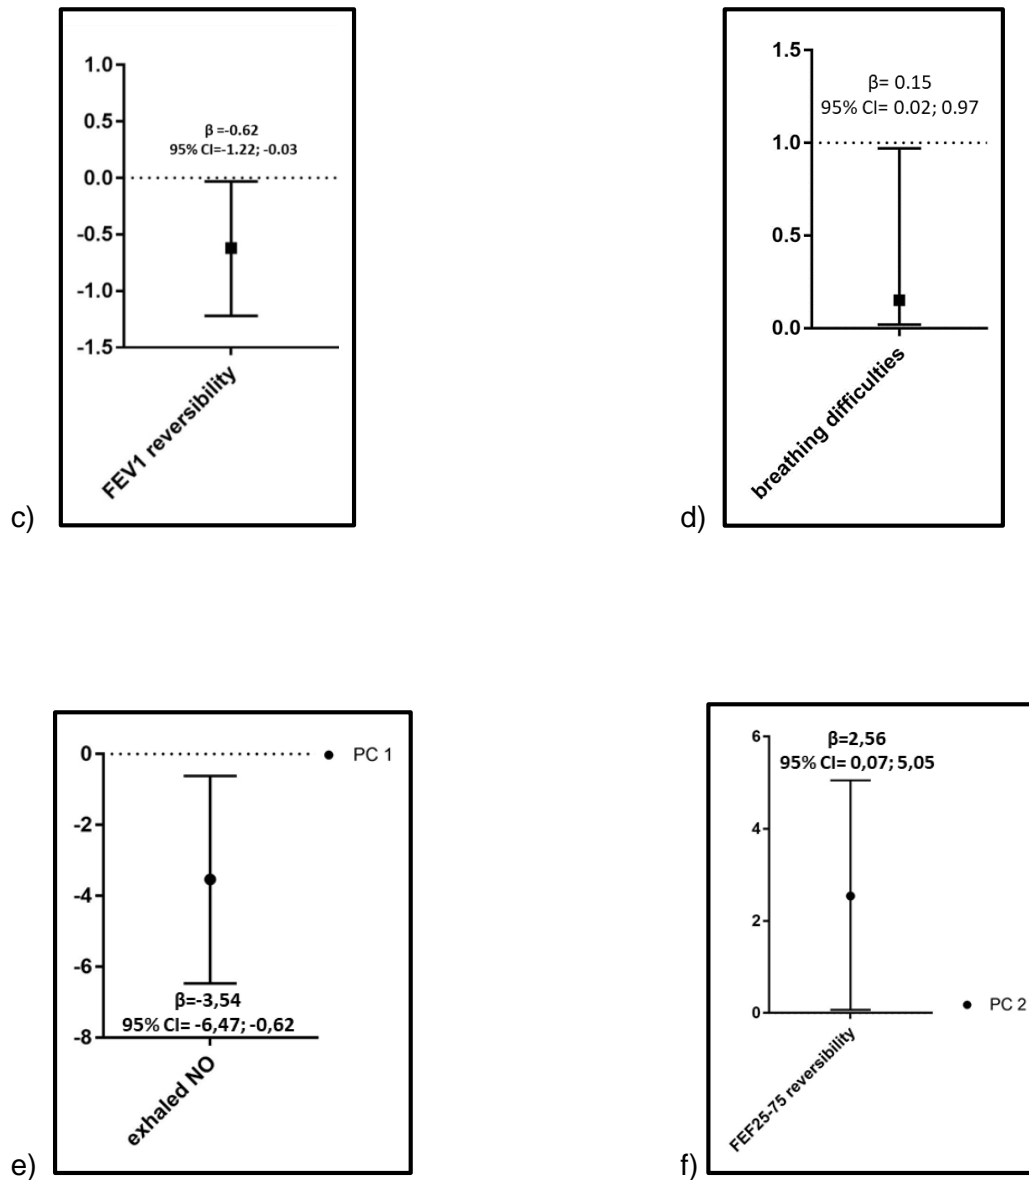 1.0
0.5
0.0
-0.5
-1.0
-1.5
β =-0.62
95% CI=-1.22; -0.03
FEV1 reversibility
c)
1.5
1.0
0.5
0.0
β= 0.15
95% CI= 0.02; 0.97
breathing difficulties
d)
0
-2
-4
-6
-8
PC 1
β=-3,54
95% CI= -6,47; -0,62
exhaled NO
e)
6
4
2
0
β=2,56
95% CI= 0,07; 5,05
PC 2
FEF25-75 reversibility
f)